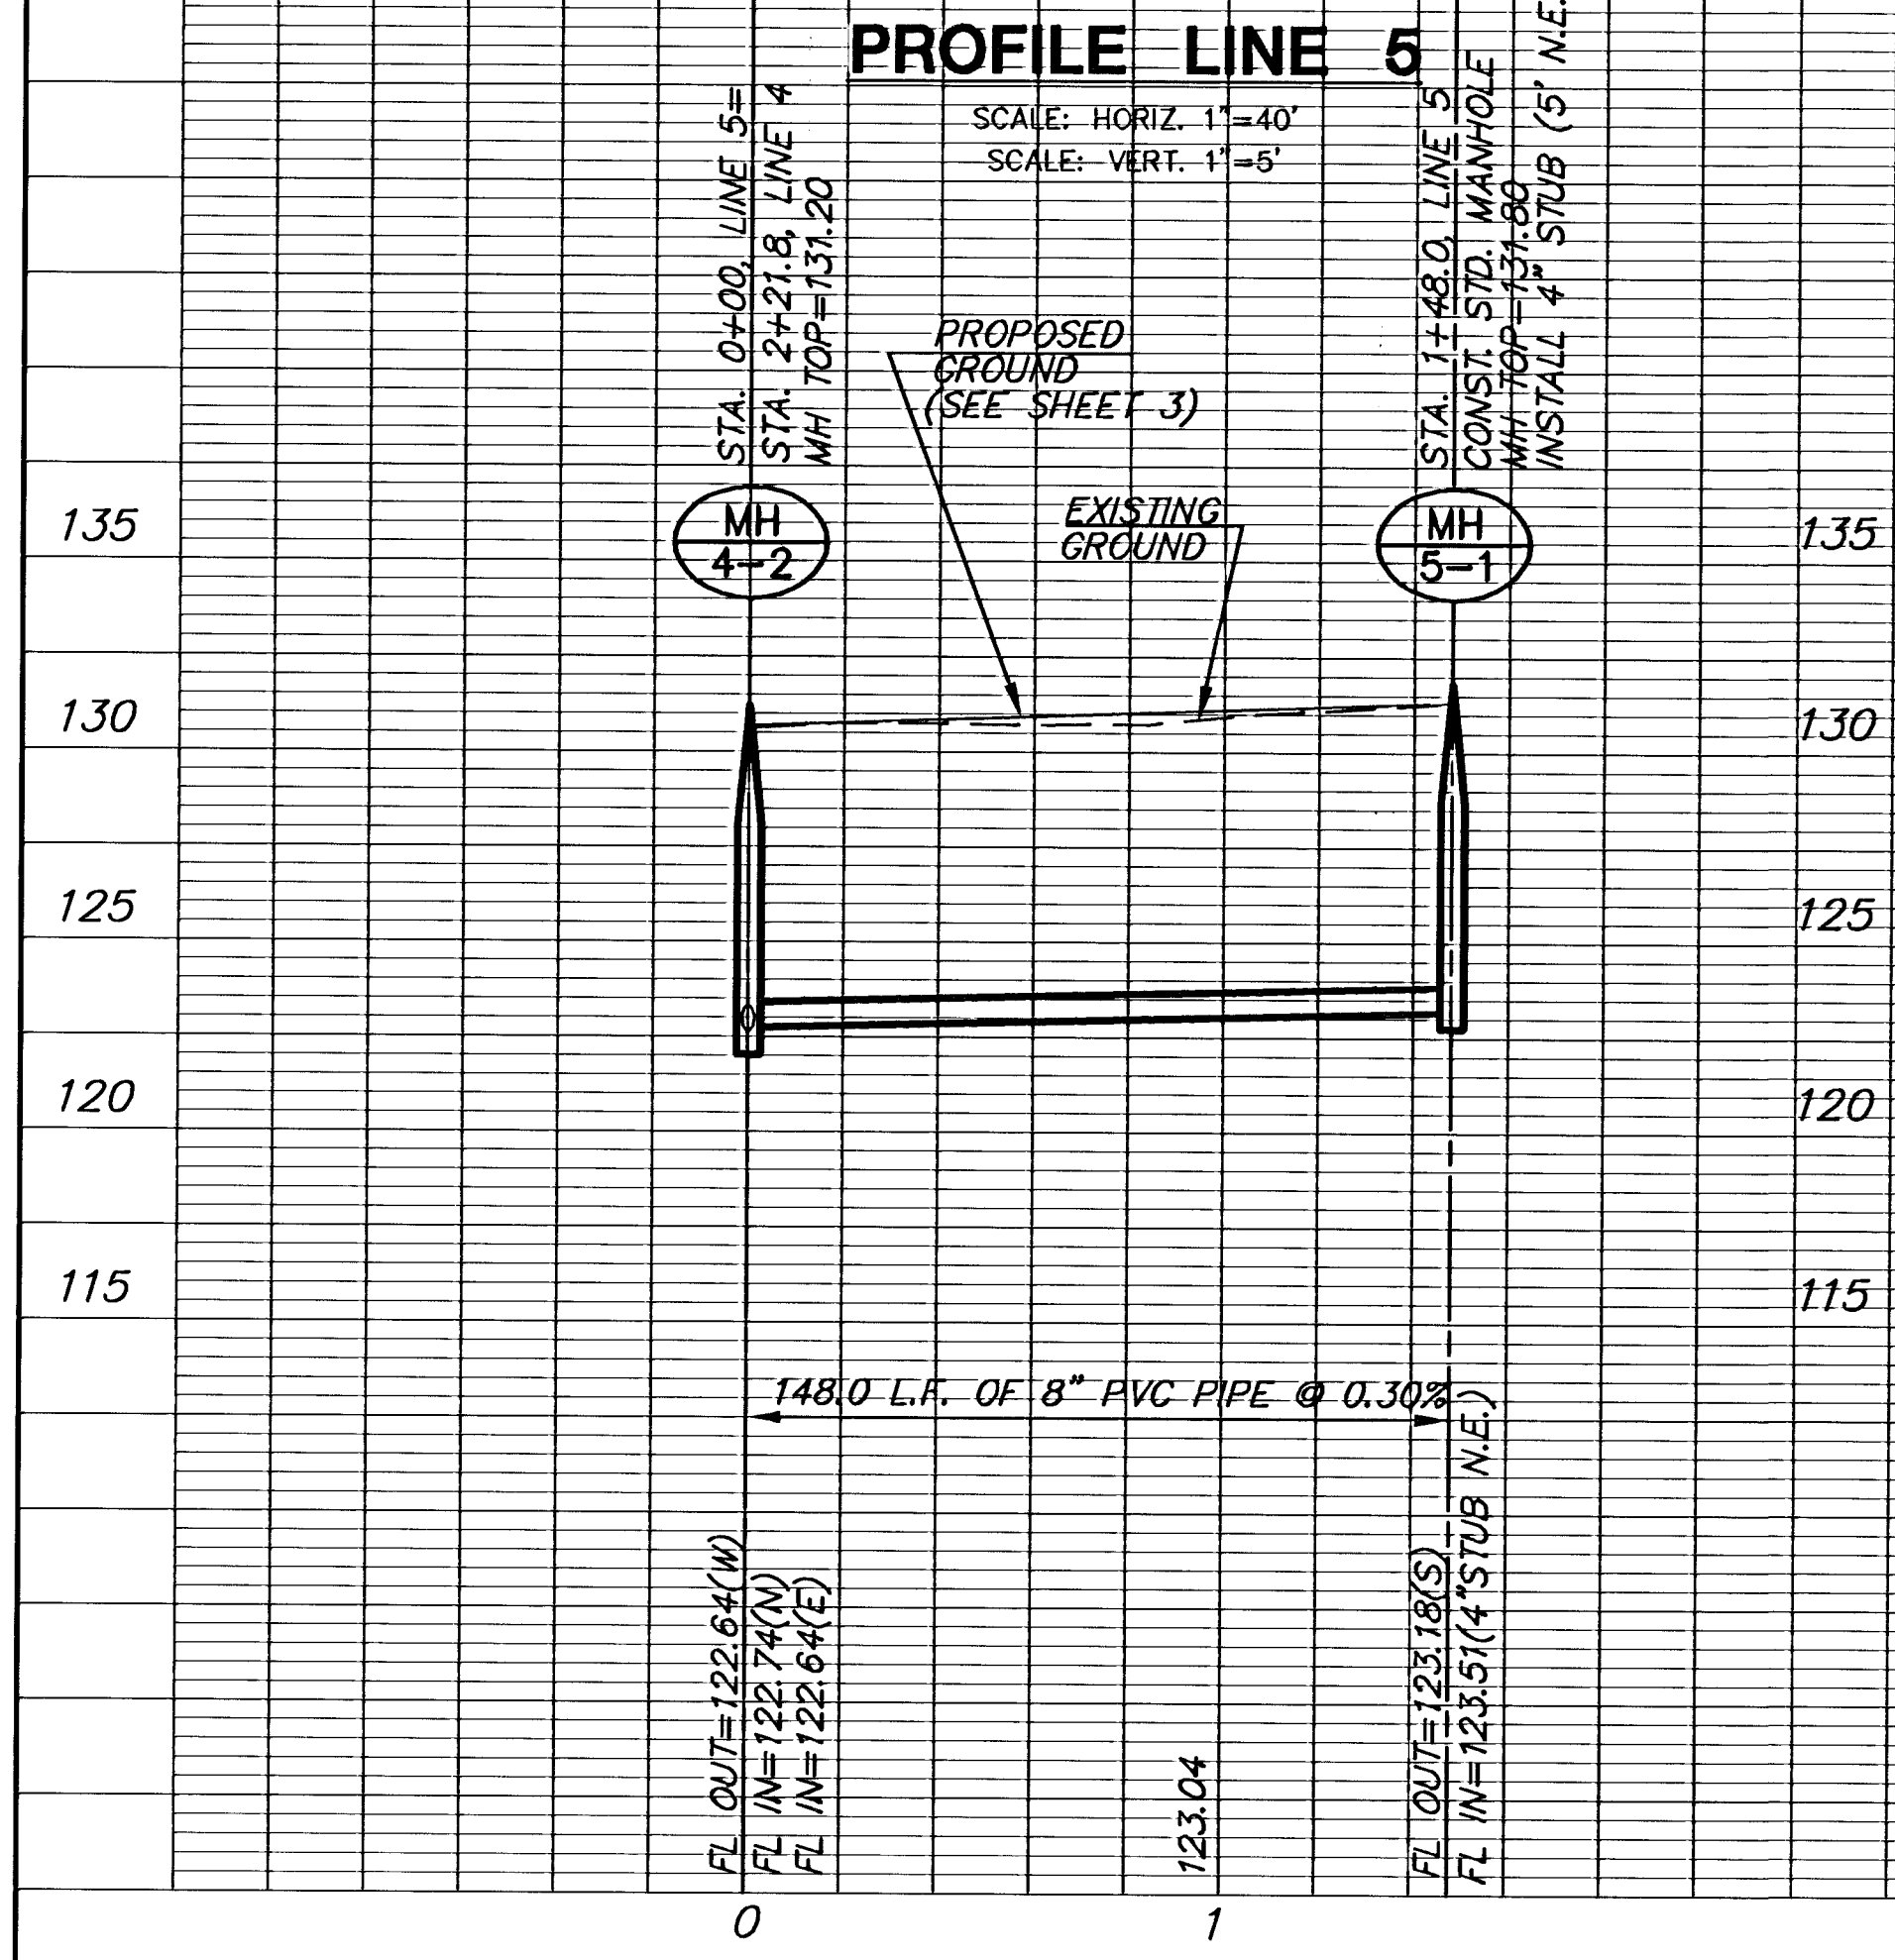 PROFILE LINE 5
SCALE: HORIZ. 1"=40'
SCALE: VERT. 1"=5'
STA. 0+00, LINE 5=
STA. 2+21.8, LINE 4
MH TOP=131.20
STA. 1+48.0, LINE 5
CONST. STD. MANHOLE
MH TOP=131.80
INSTALL 4" STUB (5' N.E.
PROPOSED
GROUND
(SEE SHEET 3)
EXISTING
GROUND
MH
4-2
MH
5-1
135
135
130
130
125
125
120
120
115
115
148.0 L.F. OF 8" PVC PIPE @ 0.30%
FL OUT=122.64(W)
FL IN=122.74(N)
FL IN=122.64(E)
123.04
FL OUT=123.18(S)
FL IN=123.51(4"STUB N.E.)
0
1